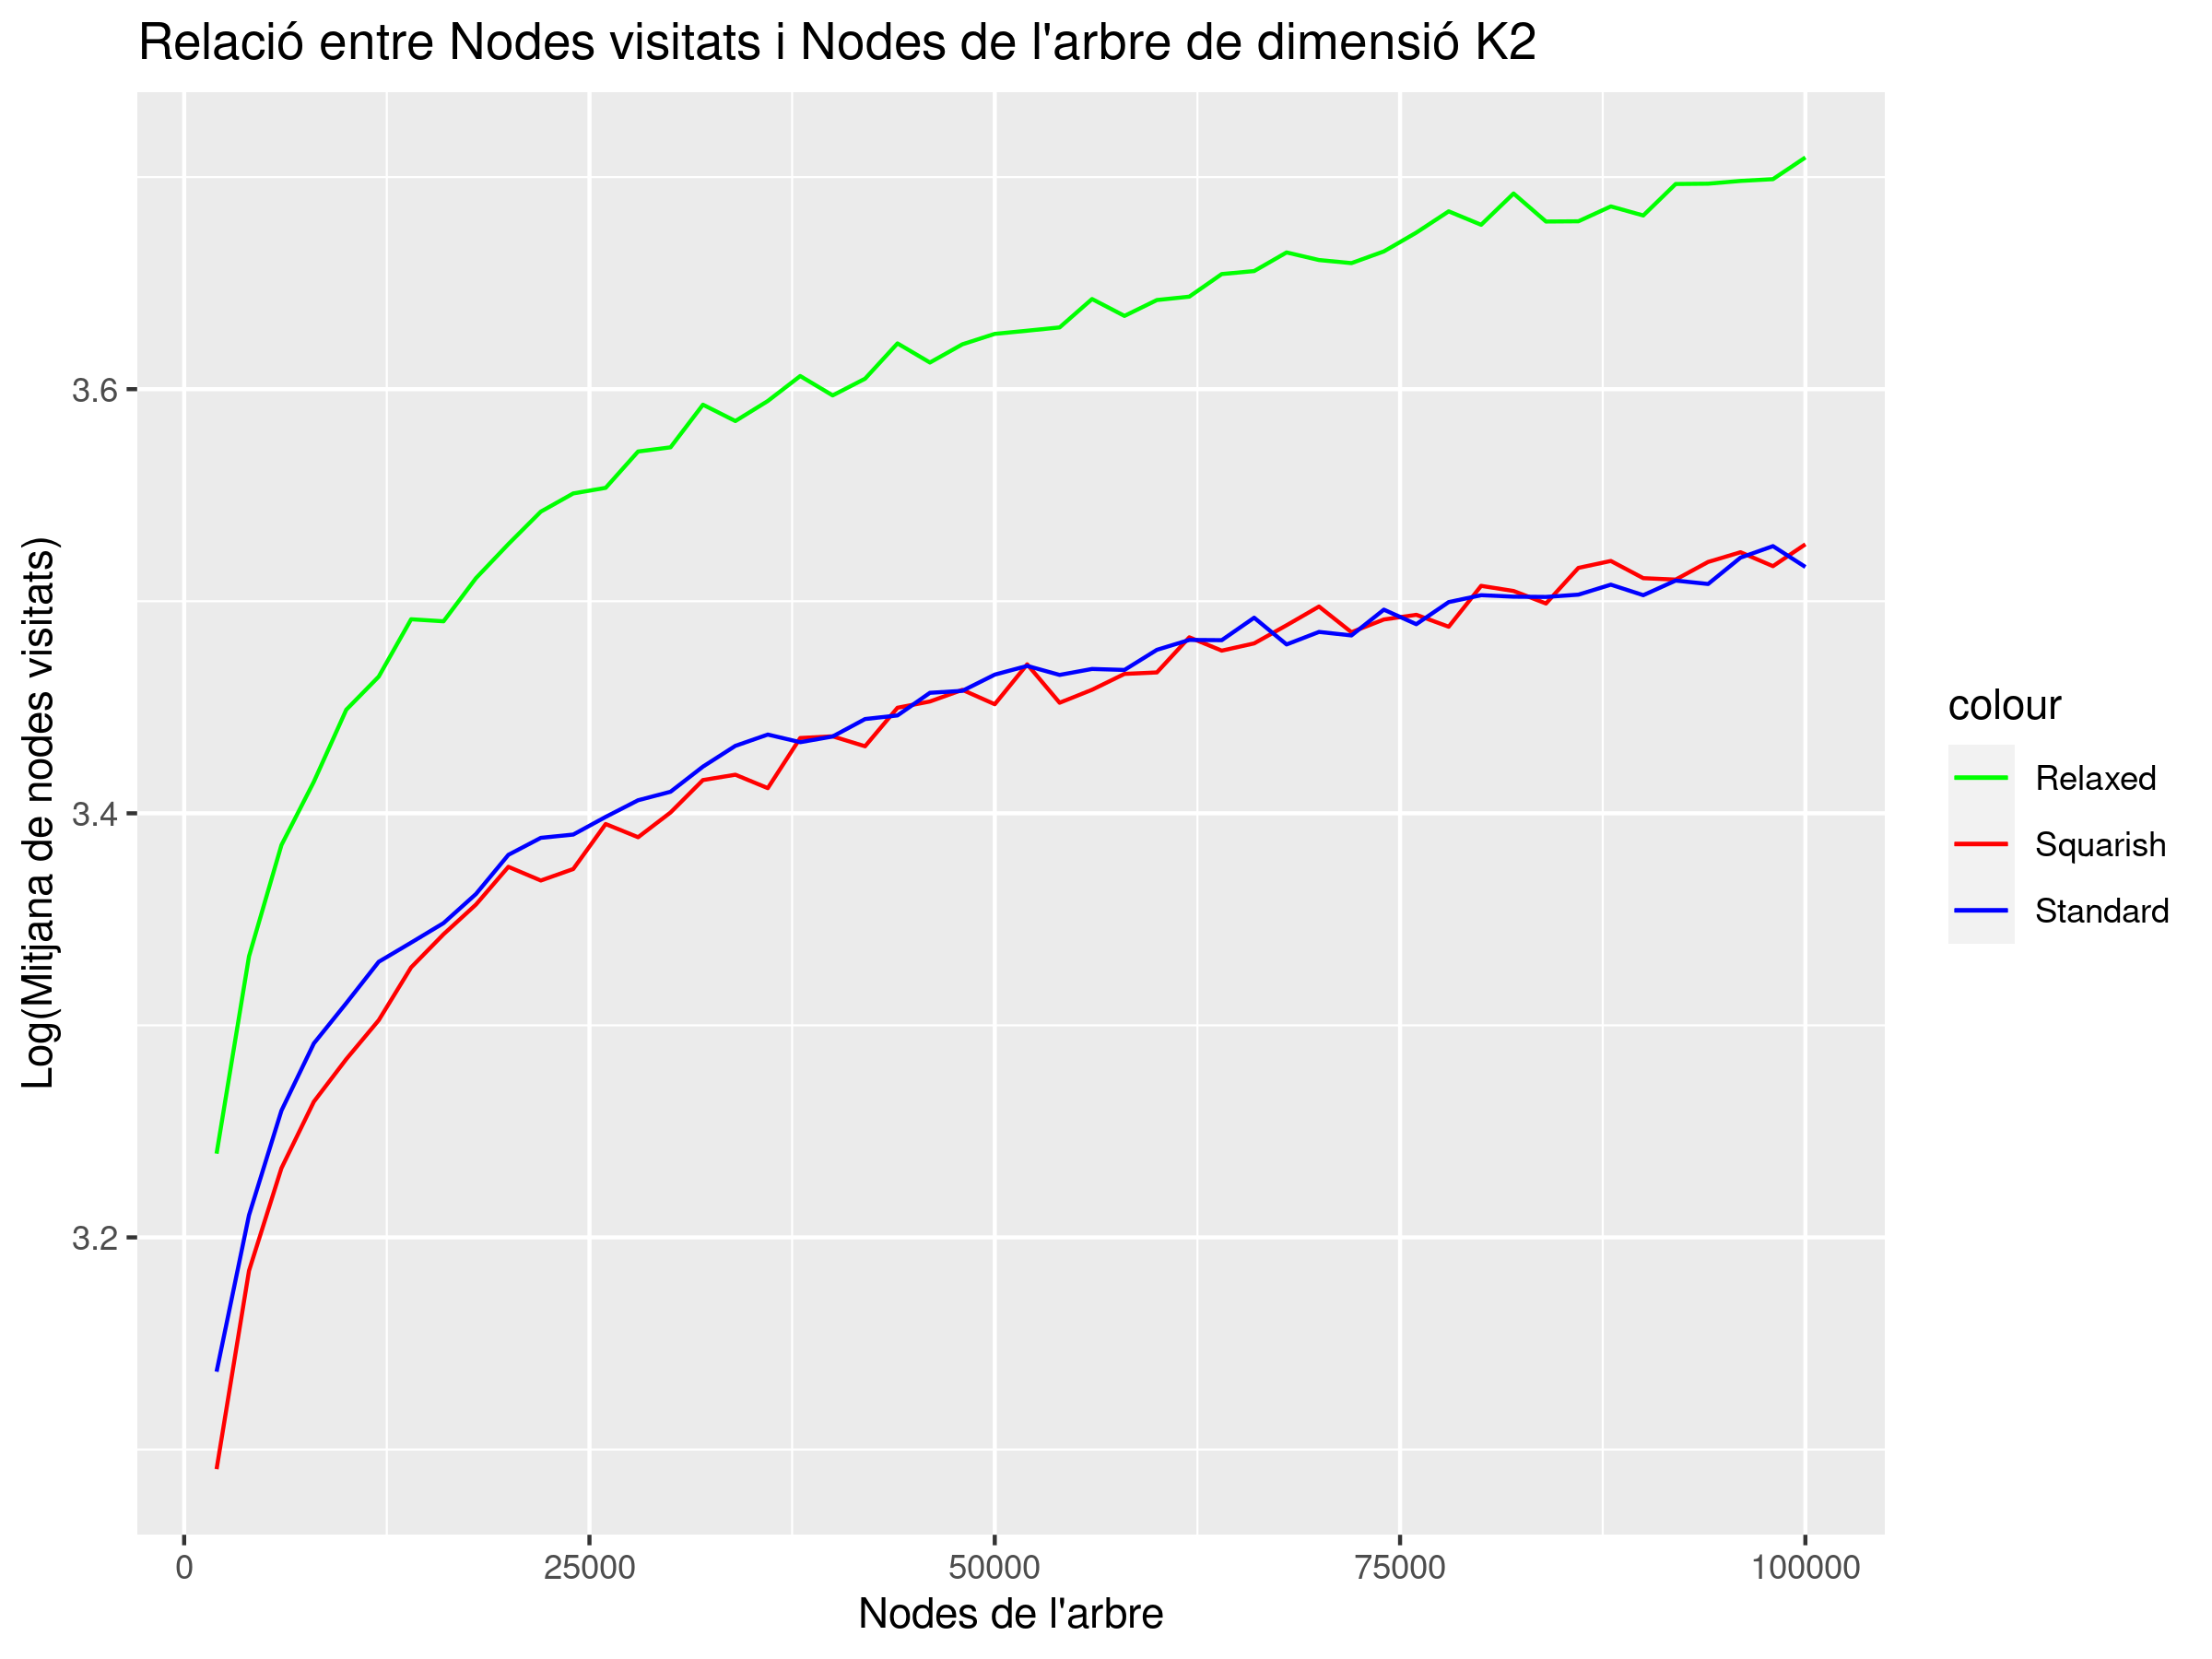 Relació entre Nodes visitats i Nodes de l'arbre de dimensió K2
Log(Mitjana de nodes visitats)
3.6
3.4
3.2
0
25000
50000
75000
100000
Nodes de l'arbre
colour
Relaxed
Squarish
Standard